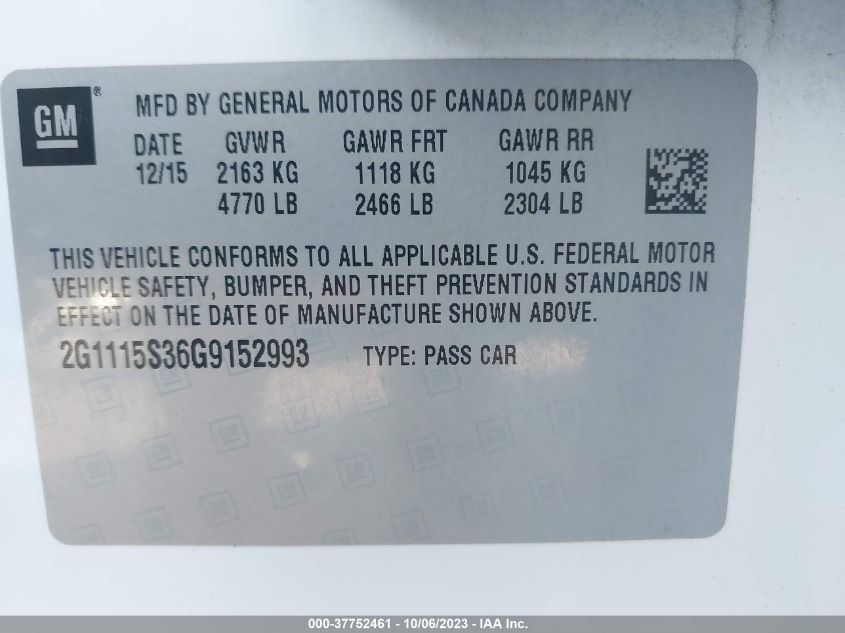 GM®
MFD BY GENERAL MOTORS OF CANADA COMPANY
DATE GVWR GAWR FRT GAWR RR
12/15 2163 KG 1118 KG 1045 KG
4770 LB 2466 LB 2304 LB
THIS VEHICLE CONFORMS TO ALL APPLICABLE U.S. FEDERAL MOTOR
VEHICLE SAFETY, BUMPER, AND THEFT PREVENTION STANDARDS IN
EFFECT ON THE DATE OF MANUFACTURE SHOWN ABOVE.
2G1115S36G9152993 TYPE: PASS CAR
000-37752461 - 10/06/2023 - IAA Inc.